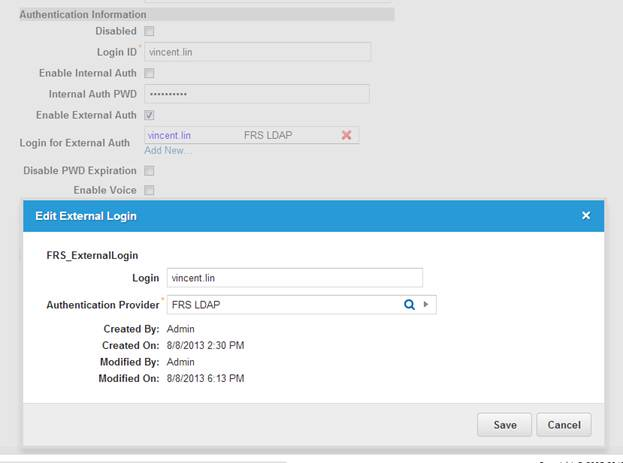 Authentication Information
Disabled
Login ID * vincent.lin
Enable Internal Auth
Internal Auth PWD ••••••••••
Enable External Auth
Login for External Auth vincent.lin FRS LDAP
Add New...
Disable PWD Expiration
Enable Voice
Edit External Login
FRS_ExternalLogin
Login vincent.lin
Authentication Provider * FRS LDAP
Created By: Admin
Created On: 8/8/2013 2:30 PM
Modified By: Admin
Modified On: 8/8/2013 6:13 PM
Save Cancel